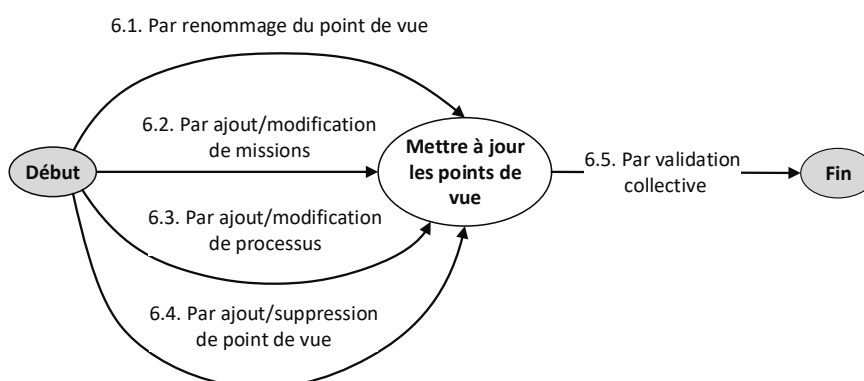 6.1. Par renommage du point de vue
6.2. Par ajout/modification
de missions
Début
Mettre à jour
les points de
vue
6.5. Par validation
collective
Fin
6.3. Par ajout/modification
de processus
6.4. Par ajout/suppression
de point de vue